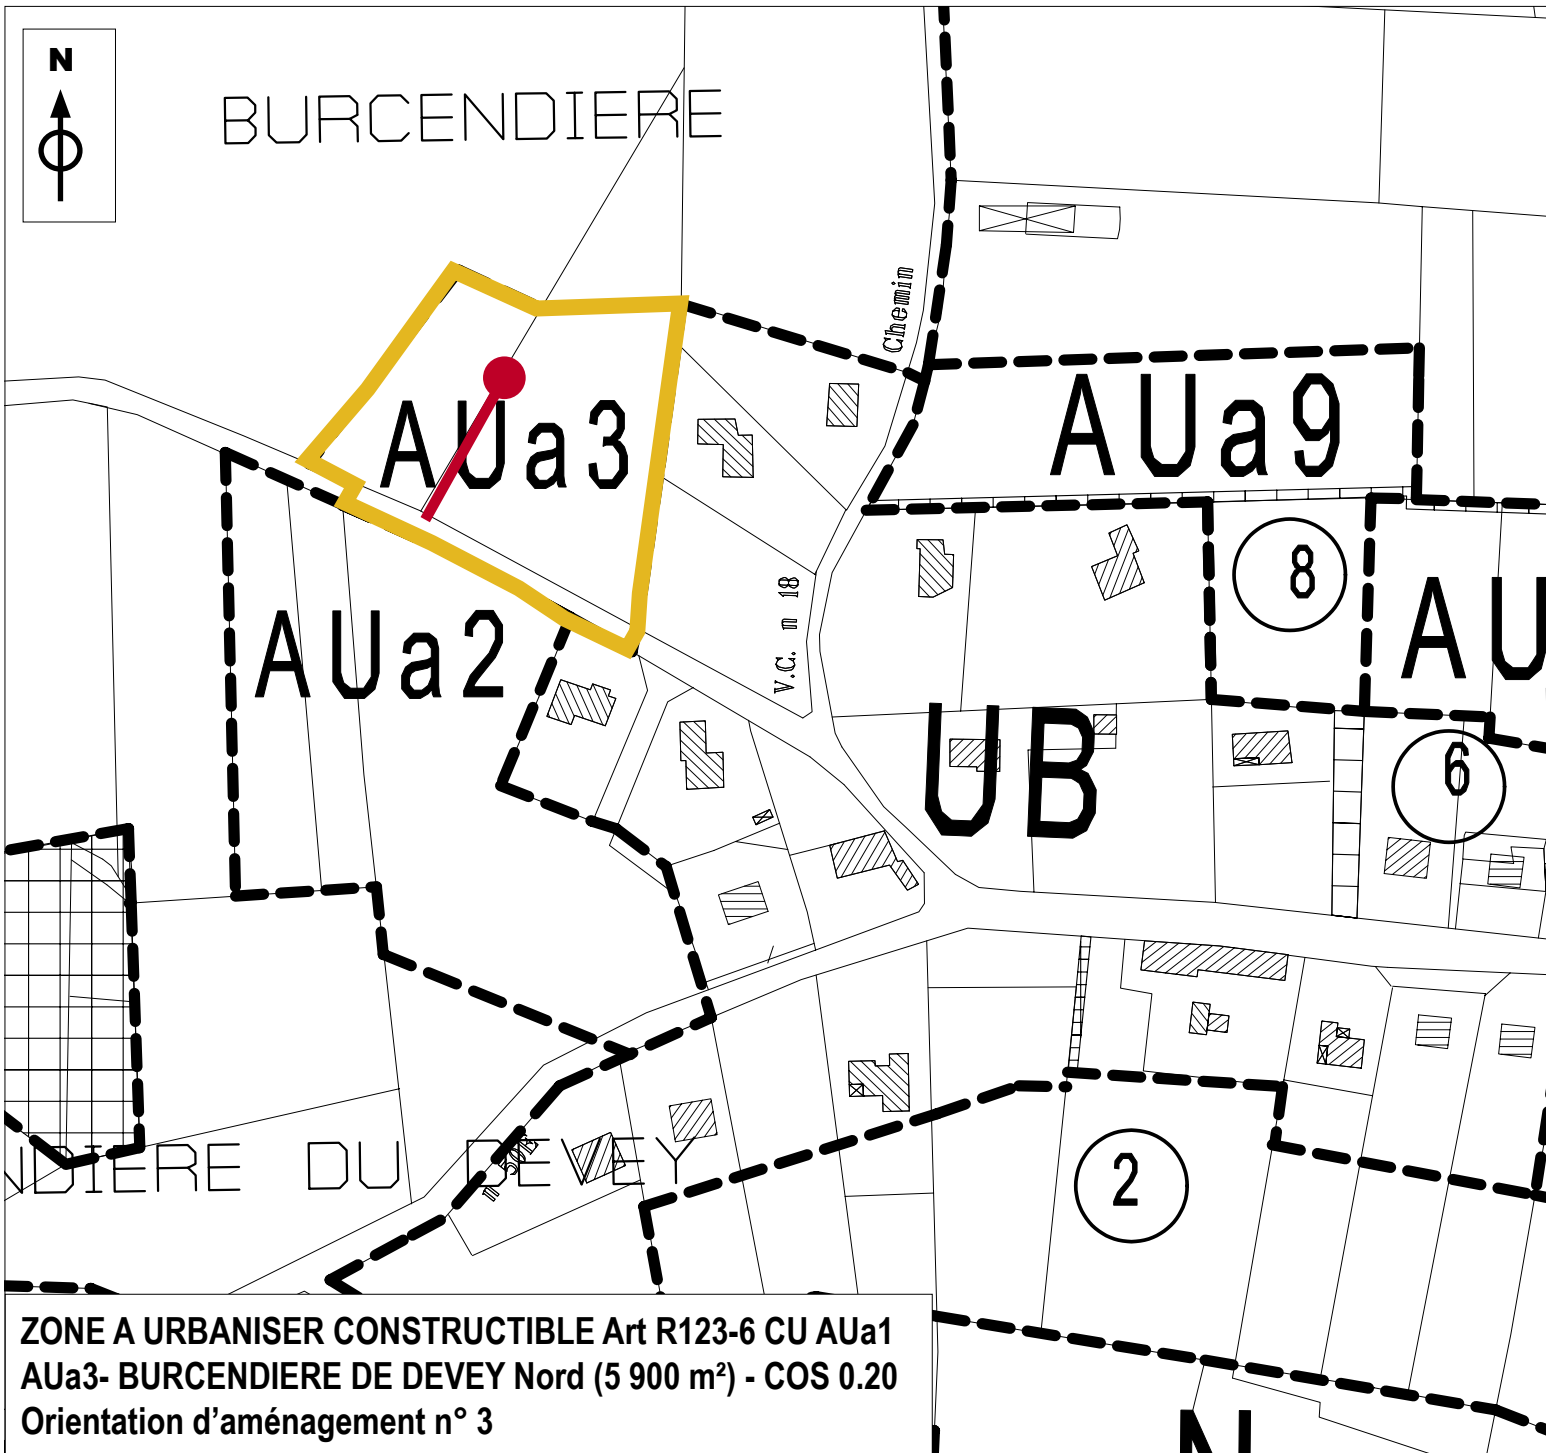 N
BURCENDIERE
Chemin
AUa3
AUa9
8
V.C. n 18
AUa2
AU
UB
6
NDIERE DU DEVEY
2
ZONE A URBANISER CONSTRUCTIBLE Art R123-6 CU AUa1
AUa3- BURCENDIERE DE DEVEY Nord (5 900 m²) - COS 0.20
Orientation d'aménagement n° 3
N